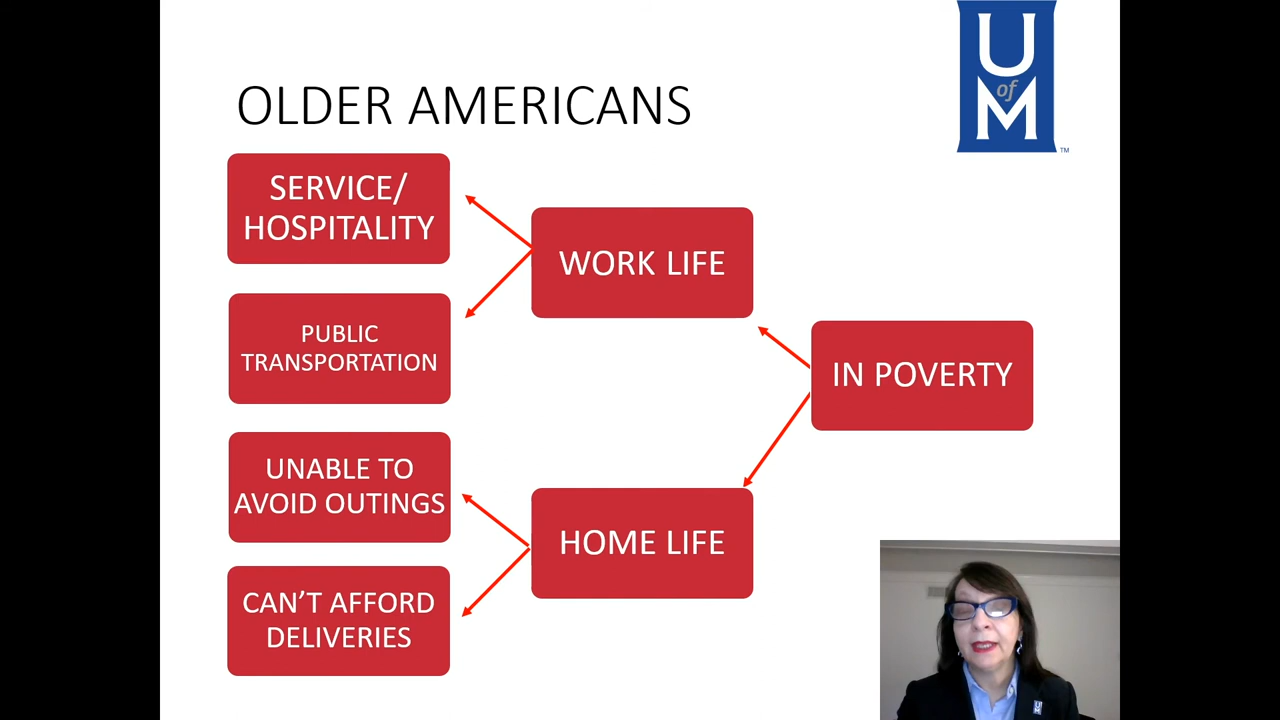 U
of
M
TM
OLDER AMERICANS
SERVICE/
HOSPITALITY
WORK LIFE
PUBLIC
TRANSPORTATION
IN POVERTY
UNABLE TO
AVOID OUTINGS
HOME LIFE
CAN’T AFFORD
DELIVERIES
U
M